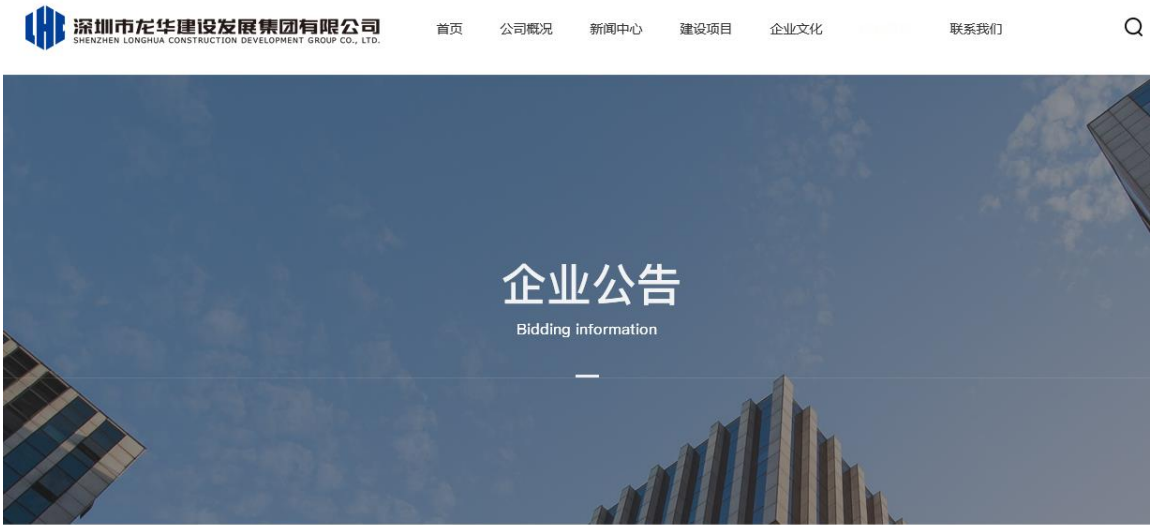 LHC 深圳市龙华建设发展集团有限公司
SHENZHEN LONGHUA CONSTRUCTION DEVELOPMENT GROUP CO., LTD.
首页 公司概况 新闻中心 建设项目 企业文化 联系我们
企业公告
Bidding information